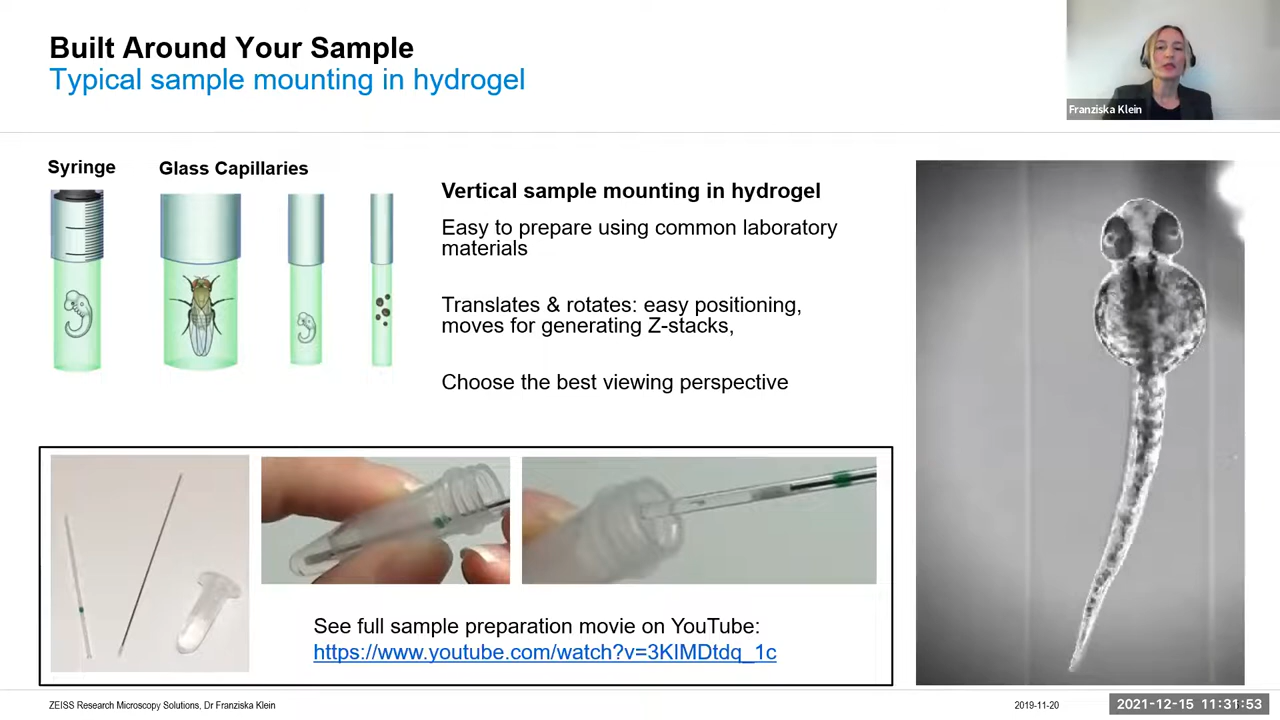 Built Around Your Sample
Typical sample mounting in hydrogel
Franziska Klein
Syringe
Glass Capillaries
Vertical sample mounting in hydrogel
Easy to prepare using common laboratory
materials
Translates & rotates: easy positioning,
moves for generating Z-stacks,
Choose the best viewing perspective
See full sample preparation movie on YouTube:
https://www.youtube.com/watch?v=3KIMDtdq_1c
ZEISS Research Microscopy Solutions, Dr Franziska Klein
2019-11-20
2021-12-15 11:31:53